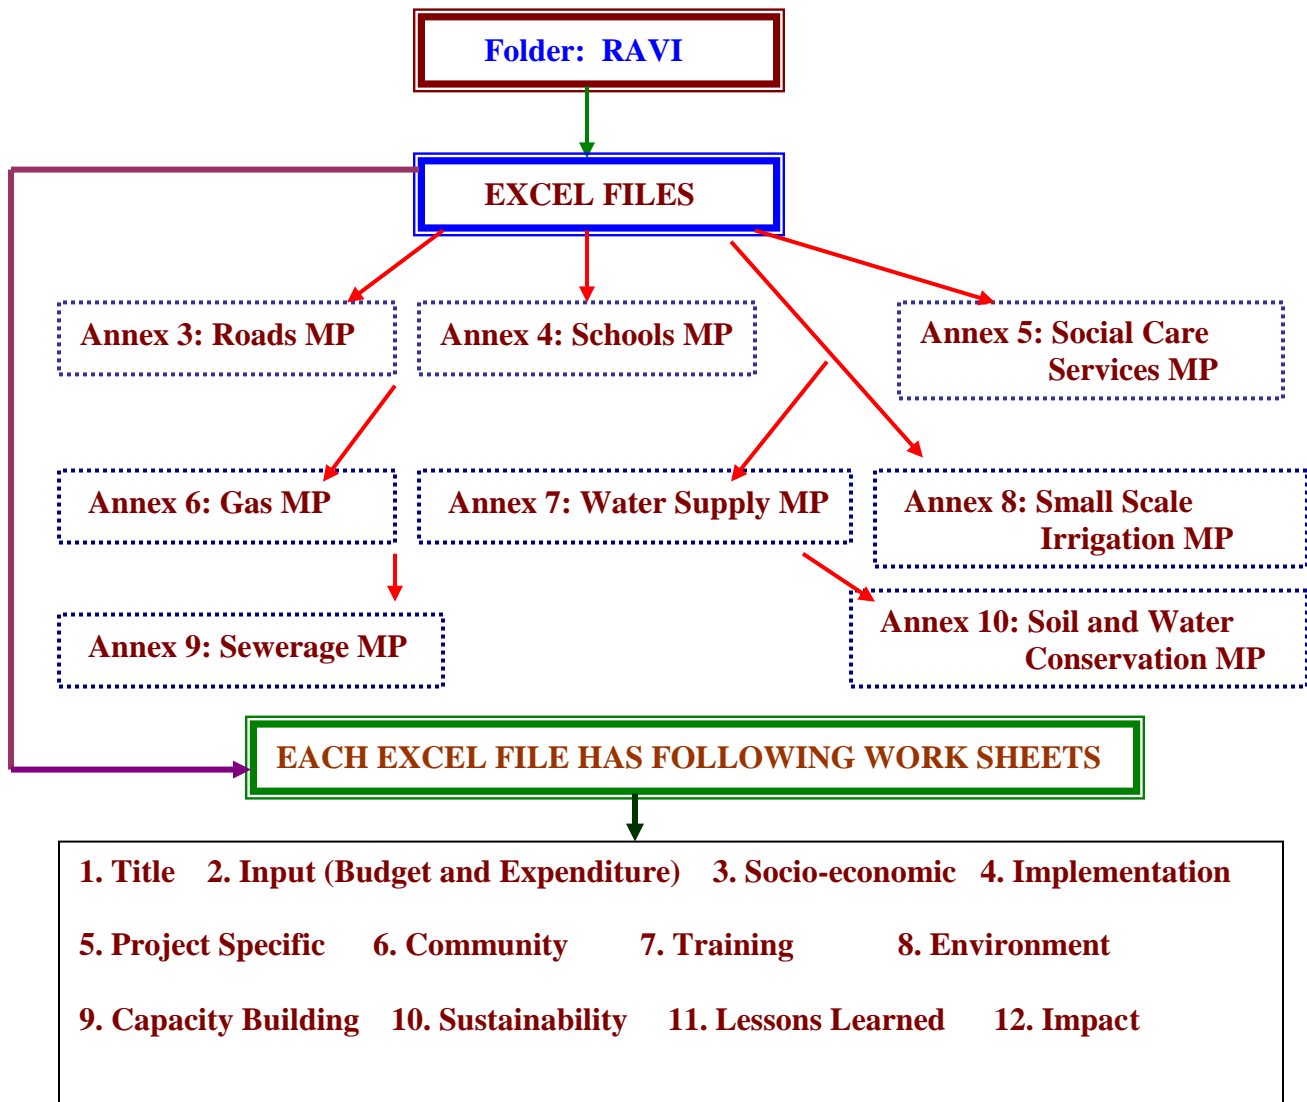 Folder: RAVI
EXCEL FILES
Annex 3: Roads MP
Annex 4: Schools MP
Annex 5: Social Care
Services MP
Annex 6: Gas MP
Annex 7: Water Supply MP
Annex 8: Small Scale
Irrigation MP
Annex 9: Sewerage MP
Annex 10: Soil and Water
Conservation MP
EACH EXCEL FILE HAS FOLLOWING WORK SHEETS
1. Title 2. Input (Budget and Expenditure) 3. Socio-economic 4. Implementation
5. Project Specific 6. Community 7. Training 8. Environment
9. Capacity Building 10. Sustainability 11. Lessons Learned 12. Impact